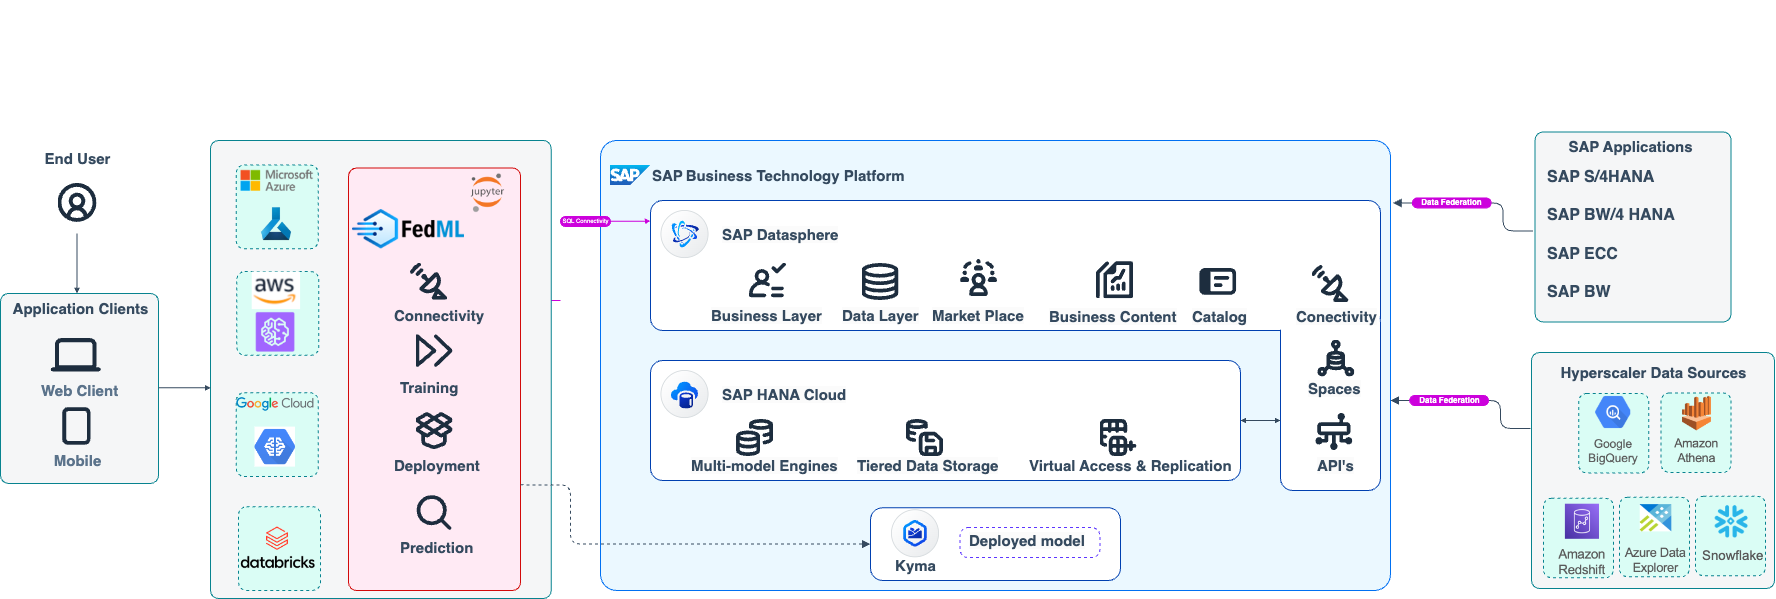 End User
Application Clients
Web Client
Mobile
Microsoft
Azure
aws
Google Cloud
databricks
jupyter
FedML
Connectivity
Training
Deployment
Prediction
SQL Connectivity
SAP
SAP Business Technology Platform
SAP Datasphere
Business Layer
Data Layer
Market Place
Business Content
Catalog
Conectivity
Spaces
API's
SAP HANA Cloud
Multi-model Engines
Tiered Data Storage
Virtual Access & Replication
Kyma
Deployed model
Data Federation
Data Federation
SAP Applications
SAP S/4HANA
SAP BW/4 HANA
SAP ECC
SAP BW
Hyperscaler Data Sources
Google
BigQuery
Amazon
Athena
Amazon
Redshift
Azure Data
Explorer
Snowflake